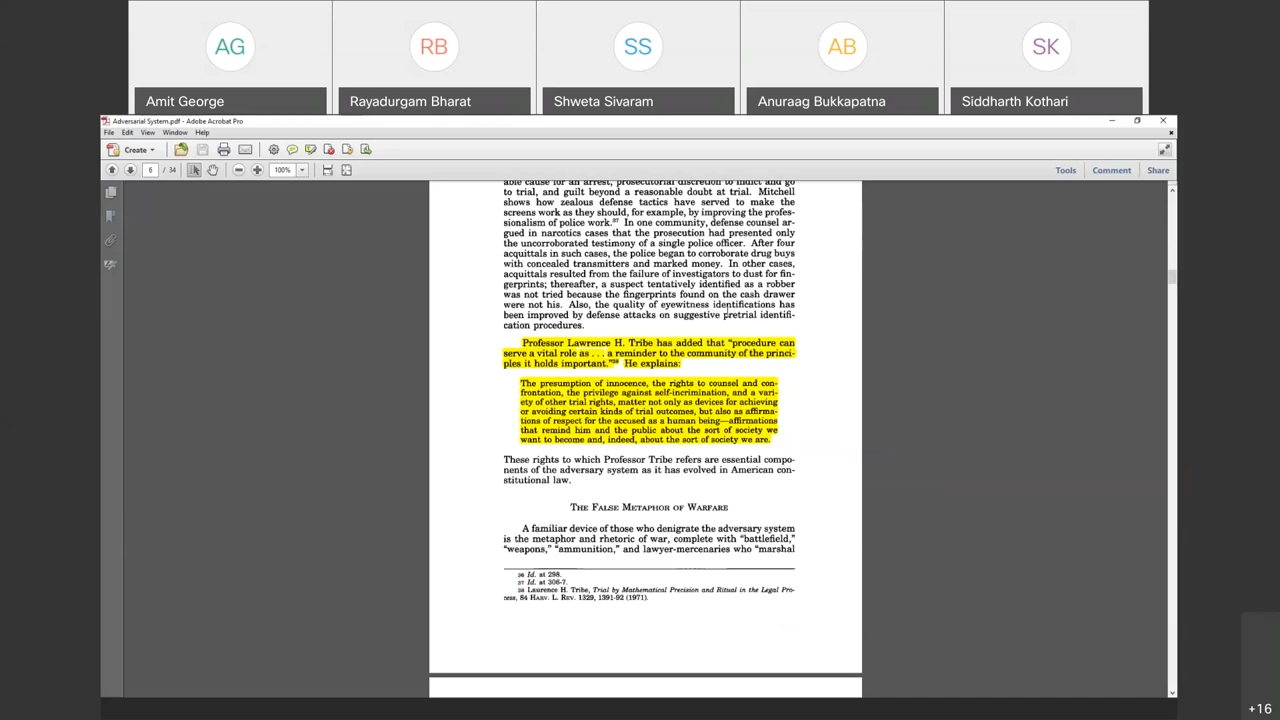 AG
RB
SS
AB
SK
Amit George
Rayadurgam Bharat
Shweta Sivaram
Anuraag Bukkapatna
Siddharth Kothari
Adversarial System.pdf - Adobe Acrobat Pro
File Edit View Window Help
Create
6 / 34
100%
Tools Comment Share
able cause for an arrest, prosecutorial discretion to indict and go
to trial, and guilt beyond a reasonable doubt at trial. Mitchell
shows how zealous defense tactics have served to make the
screens work as they should, for example, by improving the profes-
sionalism of police work.37 In one community, defense counsel ar-
gued in narcotics cases that the prosecution had presented only
the uncorroborated testimony of a single police officer. After four
acquittals in such cases, the police began to corroborate drug buys
with concealed transmitters and marked money. In other cases,
acquittals resulted from the failure of investigators to dust for fin-
gerprints; thereafter, a suspect tentatively identified as a robber
was not tried because the fingerprints found on the cash drawer
were not his. Also, the quality of eyewitness identifications has
been improved by defense attacks on suggestive pretrial identifi-
cation procedures.
Professor Lawrence H. Tribe has added that “procedure can
serve a vital role as . . . a reminder to the community of the princi-
ples it holds important.”38 He explains:
The presumption of innocence, the rights to counsel and con-
frontation, the privilege against self-incrimination, and a vari-
ety of other trial rights, matter not only as devices for achieving
or avoiding certain kinds of trial outcomes, but also as affirma-
tions of respect for the accused as a human being—affirmations
that remind him and the public about the sort of society we
want to become and, indeed, about the sort of society we are.
These rights to which Professor Tribe refers are essential compo-
nents of the adversary system as it has evolved in American con-
stitutional law.
THE FALSE METAPHOR OF WARFARE
A familiar device of those who denigrate the adversary system
is the metaphor and rhetoric of war, complete with “battlefield,”
“weapons,” “ammunition,” and lawyer-mercenaries who “marshal
36 Id. at 298.
37 Id. at 306-7.
38 Laurence H. Tribe, Trial by Mathematical Precision and Ritual in the Legal Pro-
cess, 84 HARV. L. REV. 1329, 1391-92 (1971).
+16